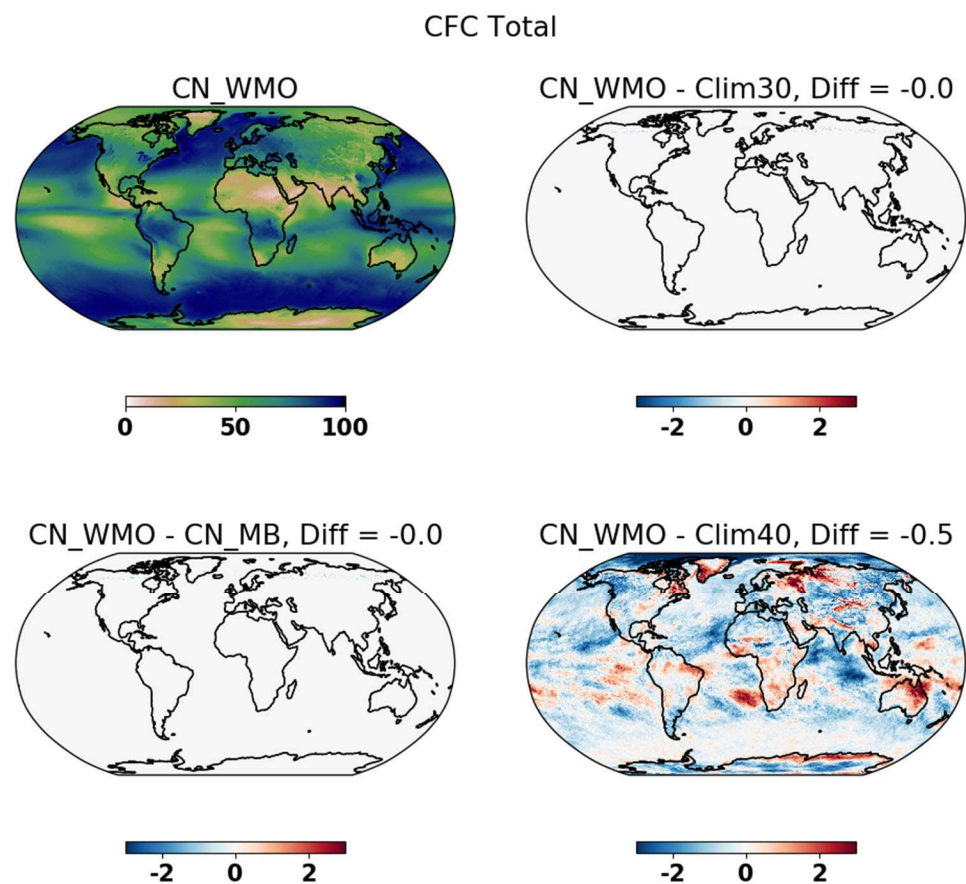 CFC Total
CN_WMO
CN_WMO - Clim30, Diff = -0.0
0 50 100
-2 0 2
CN_WMO - CN_MB, Diff = -0.0
CN_WMO - Clim40, Diff = -0.5
-2 0 2
-2 0 2